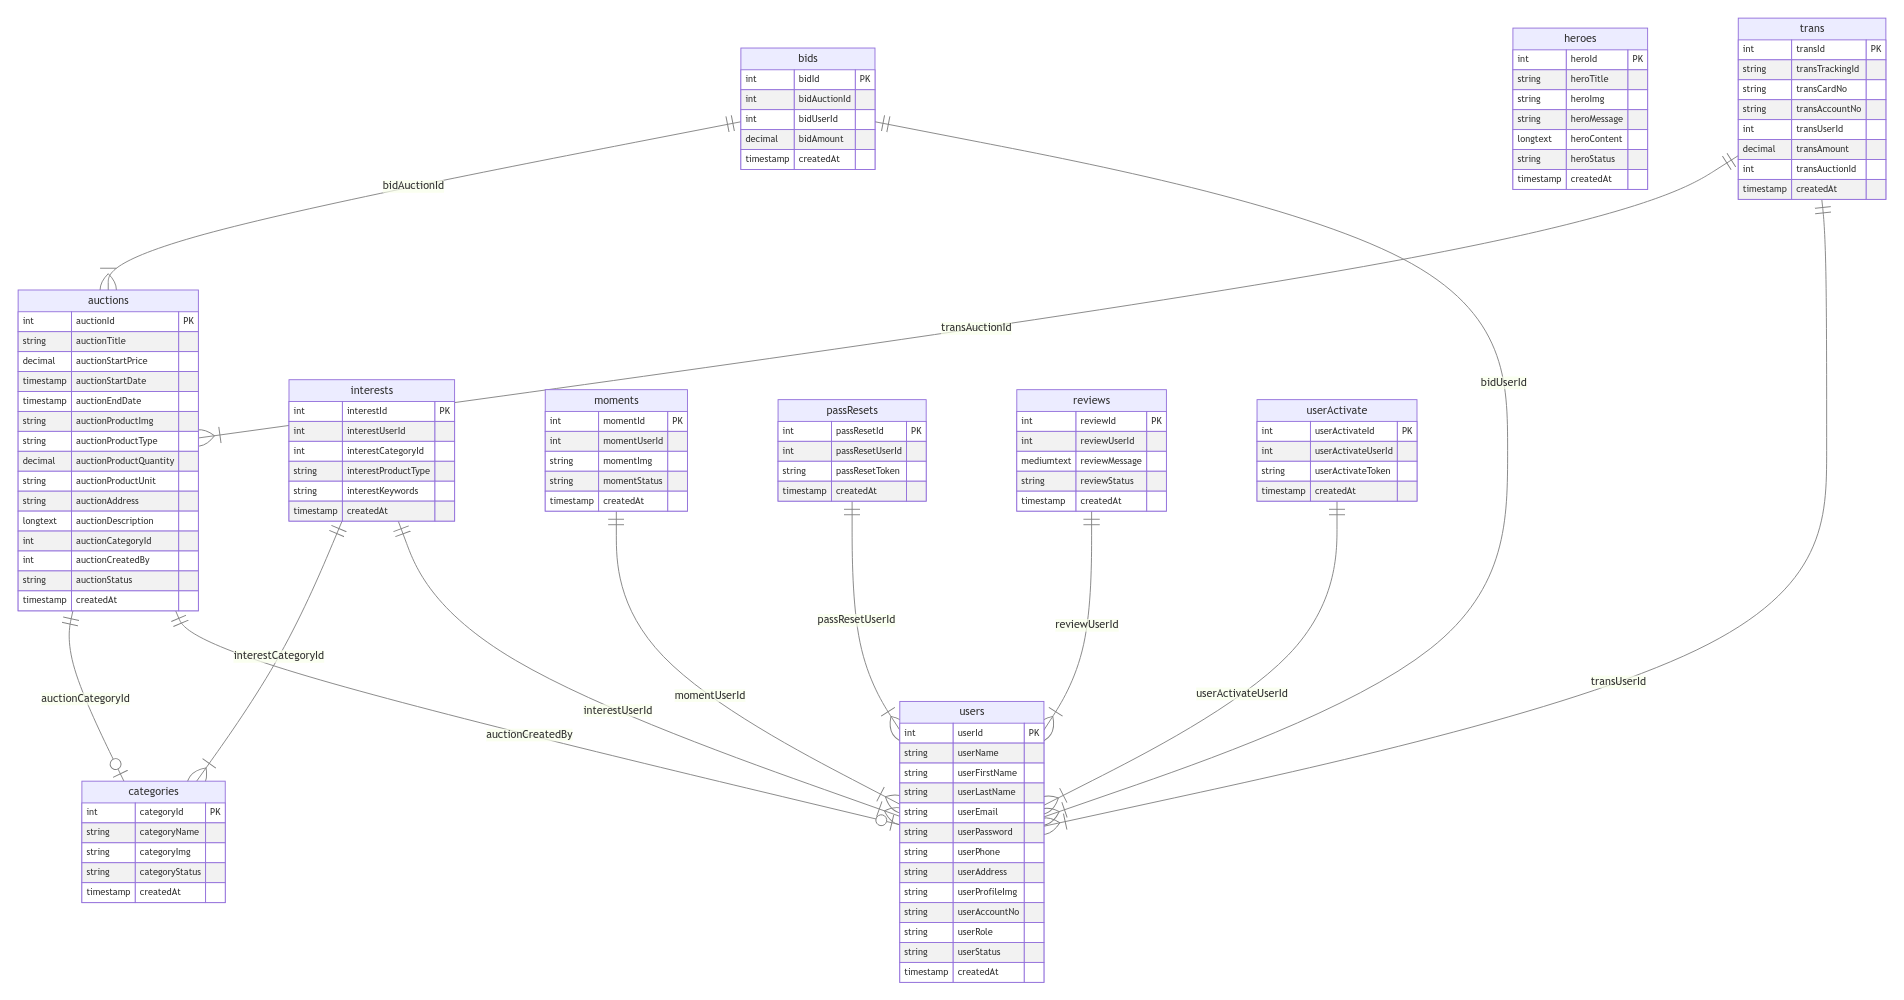 bids
int bidId PK
int bidAuctionId
int bidUserId
decimal bidAmount
timestamp createdAt
heroes
int heroId PK
string heroTitle
string heroImg
string heroMessage
longtext heroContent
string heroStatus
timestamp createdAt
trans
int transId PK
string transTrackingId
string transCardNo
string transAccountNo
int transUserId
decimal transAmount
int transAuctionId
timestamp createdAt
bidAuctionId
transAuctionId
bidUserId
auctions
int auctionId PK
string auctionTitle
decimal auctionStartPrice
timestamp auctionStartDate
timestamp auctionEndDate
string auctionProductImg
string auctionProductType
decimal auctionProductQuantity
string auctionProductUnit
string auctionAddress
longtext auctionDescription
int auctionCategoryId
int auctionCreatedBy
string auctionStatus
timestamp createdAt
interests
int interestId PK
int interestUserId
int interestCategoryId
string interestProductType
string interestKeywords
timestamp createdAt
moments
int momentId PK
int momentUserId
string momentImg
string momentStatus
timestamp createdAt
passResets
int passResetId PK
int passResetUserId
string passResetToken
timestamp createdAt
reviews
int reviewId PK
int reviewUserId
mediumtext reviewMessage
string reviewStatus
timestamp createdAt
userActivate
int userActivateId PK
int userActivateUserId
string userActivateToken
timestamp createdAt
passResetUserId
reviewUserId
interestCategoryId
transUserId
userActivateUserId
momentUserId
auctionCategoryId
interestUserId
auctionCreatedBy
categories
int categoryId PK
string categoryName
string categoryImg
string categoryStatus
timestamp createdAt
users
int userId PK
string userName
string userFirstName
string userLastName
string userEmail
string userPassword
string userPhone
string userAddress
string userProfileImg
string userAccountNo
string userRole
string userStatus
timestamp createdAt